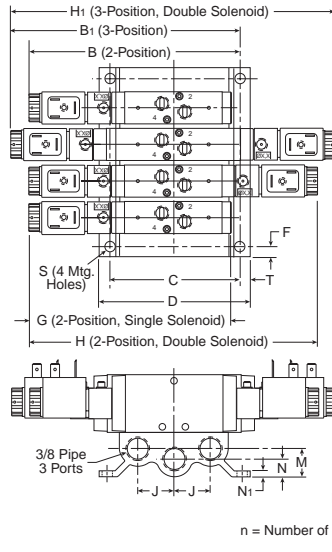 H1 (3-Position, Double Solenoid)
B1 (3-Position)
B (2-Position)
2
4
2
4
2
4
2
4
F
S (4 Mtg.
Holes)
C
T
D
G (2-Position, Single Solenoid)
H (2-Position, Double Solenoid)
3/8 Pipe
3 Ports
M
N
J
J
N1
n = Number of